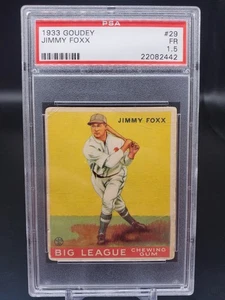 PSA
1933 GOUDEY #29
JIMMY FOXX FR
1.5
22082442
JIMMY FOXX
BIG LEAGUE CHEWING GUM